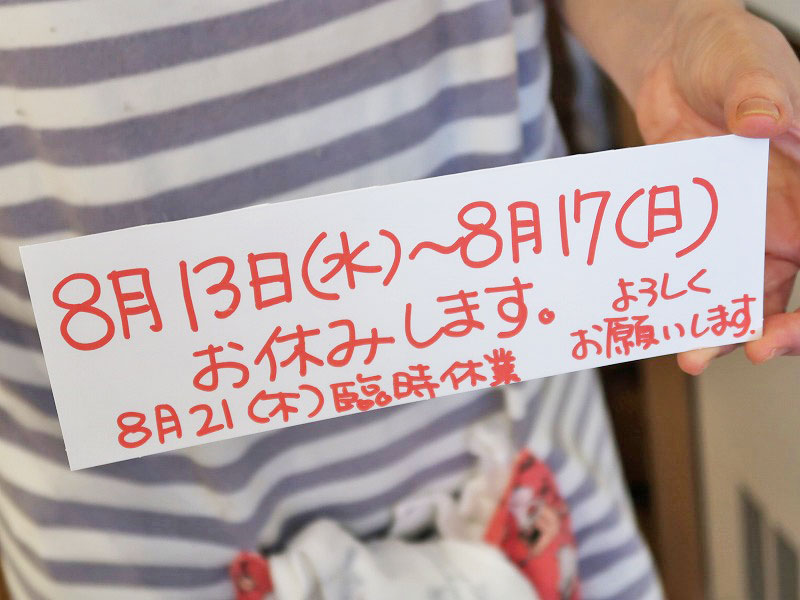 8月13日(水)〜8月17(日)
お休みします。
8月21(木)臨時休業
よろしく
お願いします.